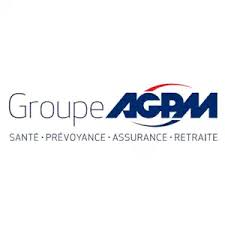 Groupe AGPM
SANTÉ • PRÉVOYANCE • ASSURANCE • RETRAITE